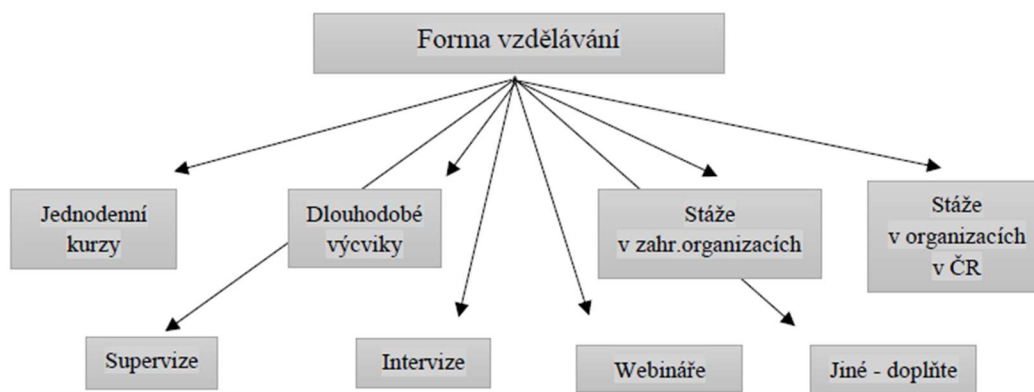 Forma vzdělávání
Jednodenní
kurzy
Dlouhodobé
výcviky
Stáže
v zahr.organizacích
Stáže
v organizacích
v ČR
Supervize
Intervize
Webináře
Jiné - doplňte